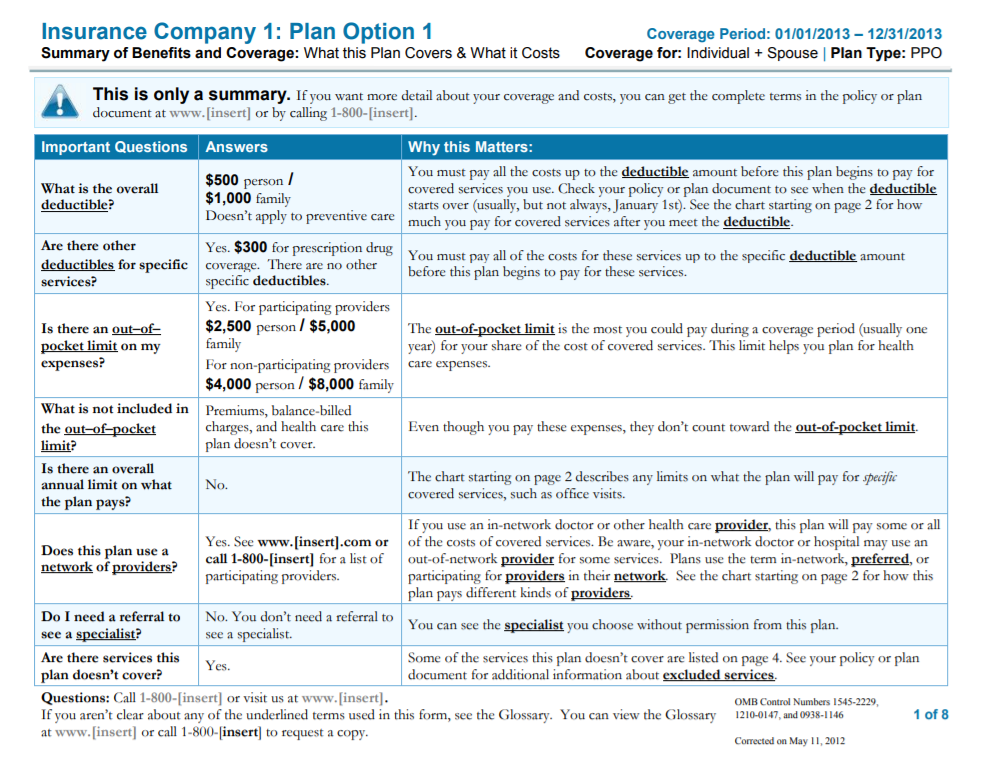 Insurance Company 1: Plan Option 1
Coverage Period: 01/01/2013 – 12/31/2013
Summary of Benefits and Coverage: What this Plan Covers & What it Costs
Coverage for: Individual + Spouse | Plan Type: PPO
This is only a summary. If you want more detail about your coverage and costs, you can get the complete terms in the policy or plan
document at www.[insert] or by calling 1-800-[insert].
Important Questions
Answers
Why this Matters:
What is the overall
deductible?
$500 person /
$1,000 family
Doesn't apply to preventive care
You must pay all the costs up to the deductible amount before this plan begins to pay for
covered services you use. Check your policy or plan document to see when the deductible
starts over (usually, but not always, January 1st). See the chart starting on page 2 for how
much you pay for covered services after you meet the deductible.
Are there other
deductibles for specific
services?
Yes. $300 for prescription drug
coverage. There are no other
specific deductibles.
You must pay all of the costs for these services up to the specific deductible amount
before this plan begins to pay for these services.
Is there an out–of–
pocket limit on my
expenses?
Yes. For participating providers
$2,500 person / $5,000
family
For non-participating providers
$4,000 person / $8,000 family
The out-of-pocket limit is the most you could pay during a coverage period (usually one
year) for your share of the cost of covered services. This limit helps you plan for health
care expenses.
What is not included in
the out–of–pocket
limit?
Premiums, balance-billed
charges, and health care this
plan doesn't cover.
Even though you pay these expenses, they don't count toward the out-of-pocket limit.
Is there an overall
annual limit on what
the plan pays?
No.
The chart starting on page 2 describes any limits on what the plan will pay for specific
covered services, such as office visits.
Does this plan use a
network of providers?
Yes. See www.[insert].com or
call 1-800-[insert] for a list of
participating providers.
If you use an in-network doctor or other health care provider, this plan will pay some or all
of the costs of covered services. Be aware, your in-network doctor or hospital may use an
out-of-network provider for some services. Plans use the term in-network, preferred, or
participating for providers in their network. See the chart starting on page 2 for how this
plan pays different kinds of providers.
Do I need a referral to
see a specialist?
No. You don't need a referral to
see a specialist.
You can see the specialist you choose without permission from this plan.
Are there services this
plan doesn't cover?
Yes.
Some of the services this plan doesn't cover are listed on page 4. See your policy or plan
document for additional information about excluded services.
Questions: Call 1-800-[insert] or visit us at www.[insert].
If you aren't clear about any of the underlined terms used in this form, see the Glossary. You can view the Glossary
at www.[insert] or call 1-800-[insert] to request a copy.
OMB Control Numbers 1545-2229,
1210-0147, and 0938-1146
Corrected on May 11, 2012
1 of 8